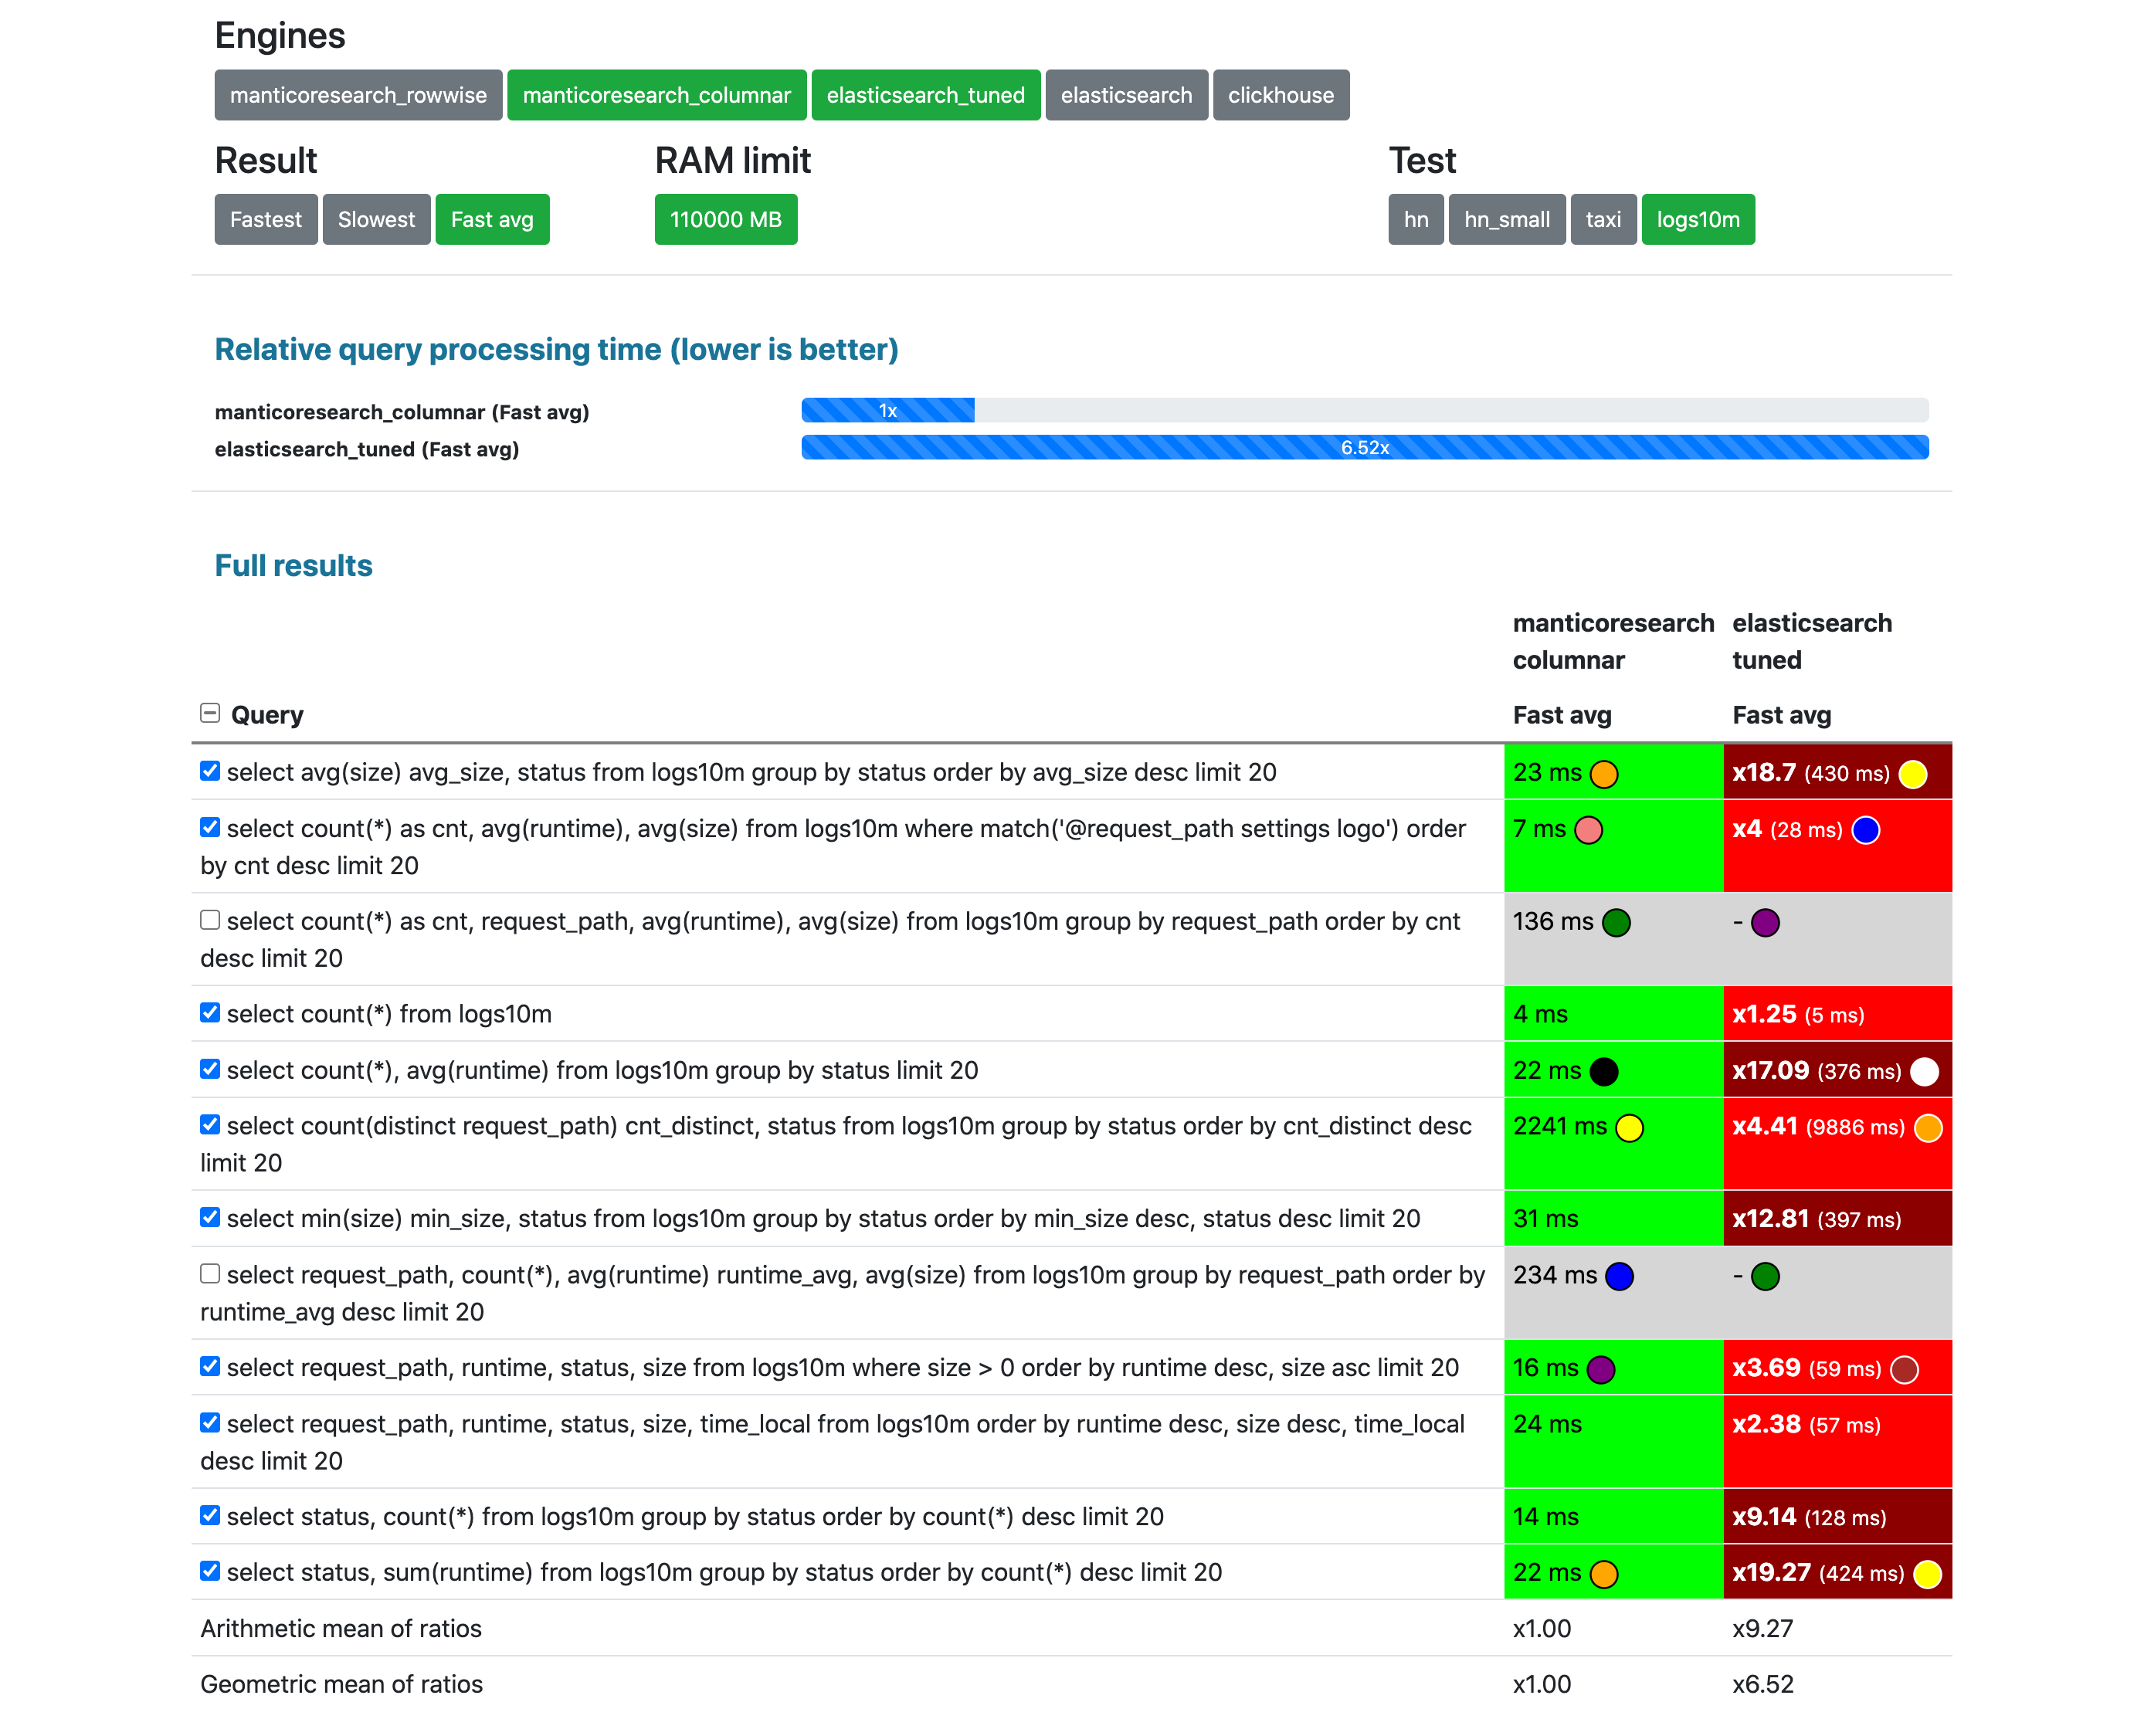 Engines
manticoresearch_rowwise manticoresearch_columnar elasticsearch_tuned elasticsearch clickhouse
Result RAM limit Test
Fastest Slowest Fast avg 110000 MB hn hn_small taxi logs10m
Relative query processing time (lower is better)
manticoresearch_columnar (Fast avg) 1x
elasticsearch_tuned (Fast avg) 6.52x
Full results
manticoresearch elasticsearch
columnar tuned
Query Fast avg Fast avg
select avg(size) avg_size, status from logs10m group by status order by avg_size desc limit 20 23 ms x18.7 (430 ms)
select count(*) as cnt, avg(runtime), avg(size) from logs10m where match('@request_path settings logo') order 7 ms x4 (28 ms)
by cnt desc limit 20
select count(*) as cnt, request_path, avg(runtime), avg(size) from logs10m group by request_path order by cnt 136 ms -
desc limit 20
select count(*) from logs10m 4 ms x1.25 (5 ms)
select count(*), avg(runtime) from logs10m group by status limit 20 22 ms x17.09 (376 ms)
select count(distinct request_path) cnt_distinct, status from logs10m group by status order by cnt_distinct desc 2241 ms x4.41 (9886 ms)
limit 20
select min(size) min_size, status from logs10m group by status order by min_size desc, status desc limit 20 31 ms x12.81 (397 ms)
select request_path, count(*), avg(runtime) runtime_avg, avg(size) from logs10m group by request_path order by 234 ms -
runtime_avg desc limit 20
select request_path, runtime, status, size from logs10m where size > 0 order by runtime desc, size asc limit 20 16 ms x3.69 (59 ms)
select request_path, runtime, status, size, time_local from logs10m order by runtime desc, size desc, time_local 24 ms x2.38 (57 ms)
desc limit 20
select status, count(*) from logs10m group by status order by count(*) desc limit 20 14 ms x9.14 (128 ms)
select status, sum(runtime) from logs10m group by status order by count(*) desc limit 20 22 ms x19.27 (424 ms)
Arithmetic mean of ratios x1.00 x9.27
Geometric mean of ratios x1.00 x6.52